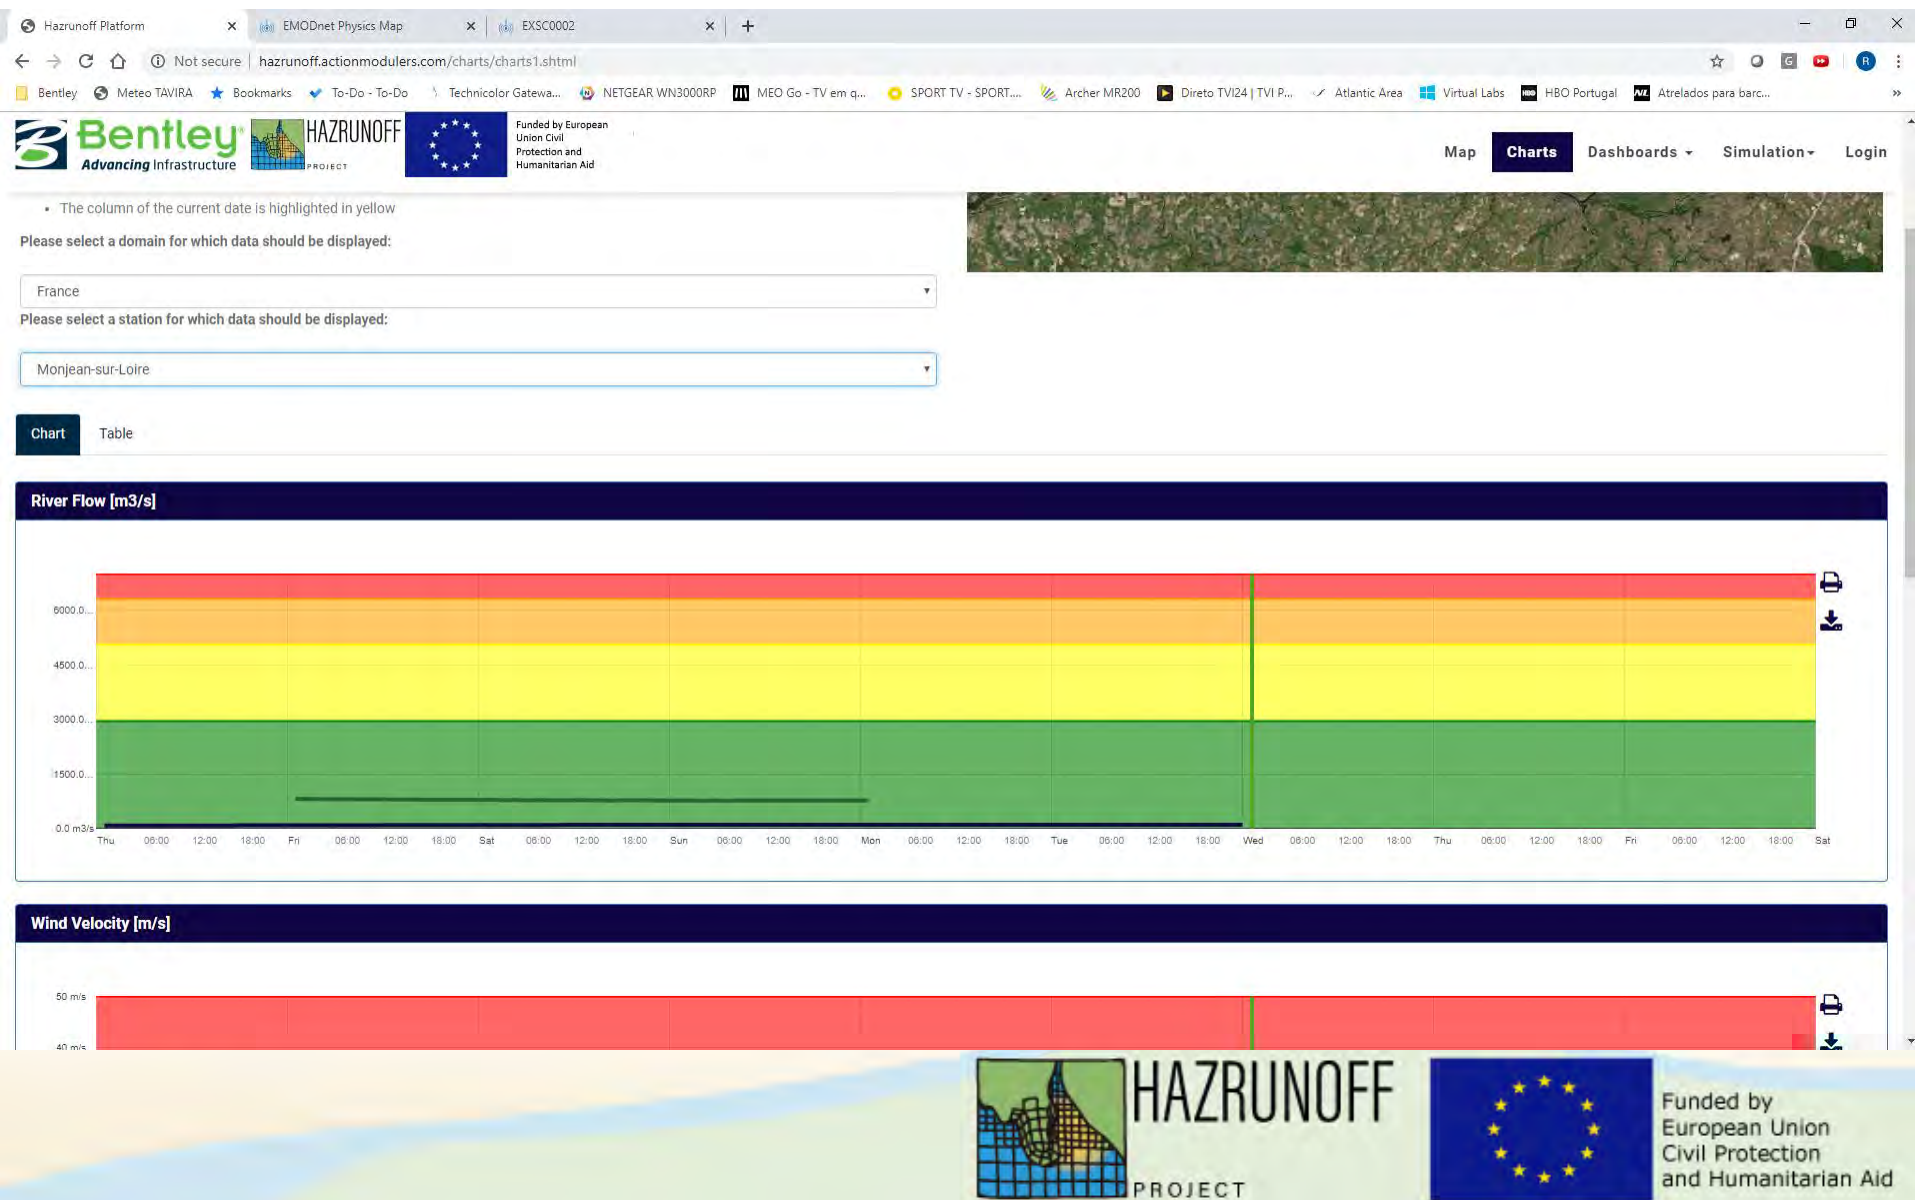 Hazrunoff Platform
EMODnet Physics Map
EXSC0002
Not secure | hazrunoff.actionmodulers.com/charts/charts1.shtml
Bentley Meteo TAVIRA Bookmarks To-Do - To-Do Technicolor Gatewa... NETGEAR WN3000RP MEO Go - TV em q... SPORT TV - SPORT.... Archer MR200 Direto TVI24 | TVI P... Atlantic Area Virtual Labs HBO Portugal Atrelados para barc...
Bentley
Advancing Infrastructure
HAZRUNOFF
PROJECT
Funded by European
Union Civil
Protection and
Humanitarian Aid
Map Charts Dashboards Simulation Login
• The column of the current date is highlighted in yellow
Please select a domain for which data should be displayed:
France
Please select a station for which data should be displayed:
Monjean-sur-Loire
Chart Table
River Flow [m3/s]
6000.0...
4500.0...
3000.0...
1500.0...
0.0 m3/s
Thu 06:00 12:00 18:00 Fri 06:00 12:00 18:00 Sat 06:00 12:00 18:00 Sun 06:00 12:00 18:00 Mon 06:00 12:00 18:00 Tue 06:00 12:00 18:00 Wed 06:00 12:00 18:00 Thu 06:00 12:00 18:00 Fri 06:00 12:00 18:00 Sat
Wind Velocity [m/s]
50 m/s
40 m/s
HAZRUNOFF
PROJECT
Funded by
European Union
Civil Protection
and Humanitarian Aid